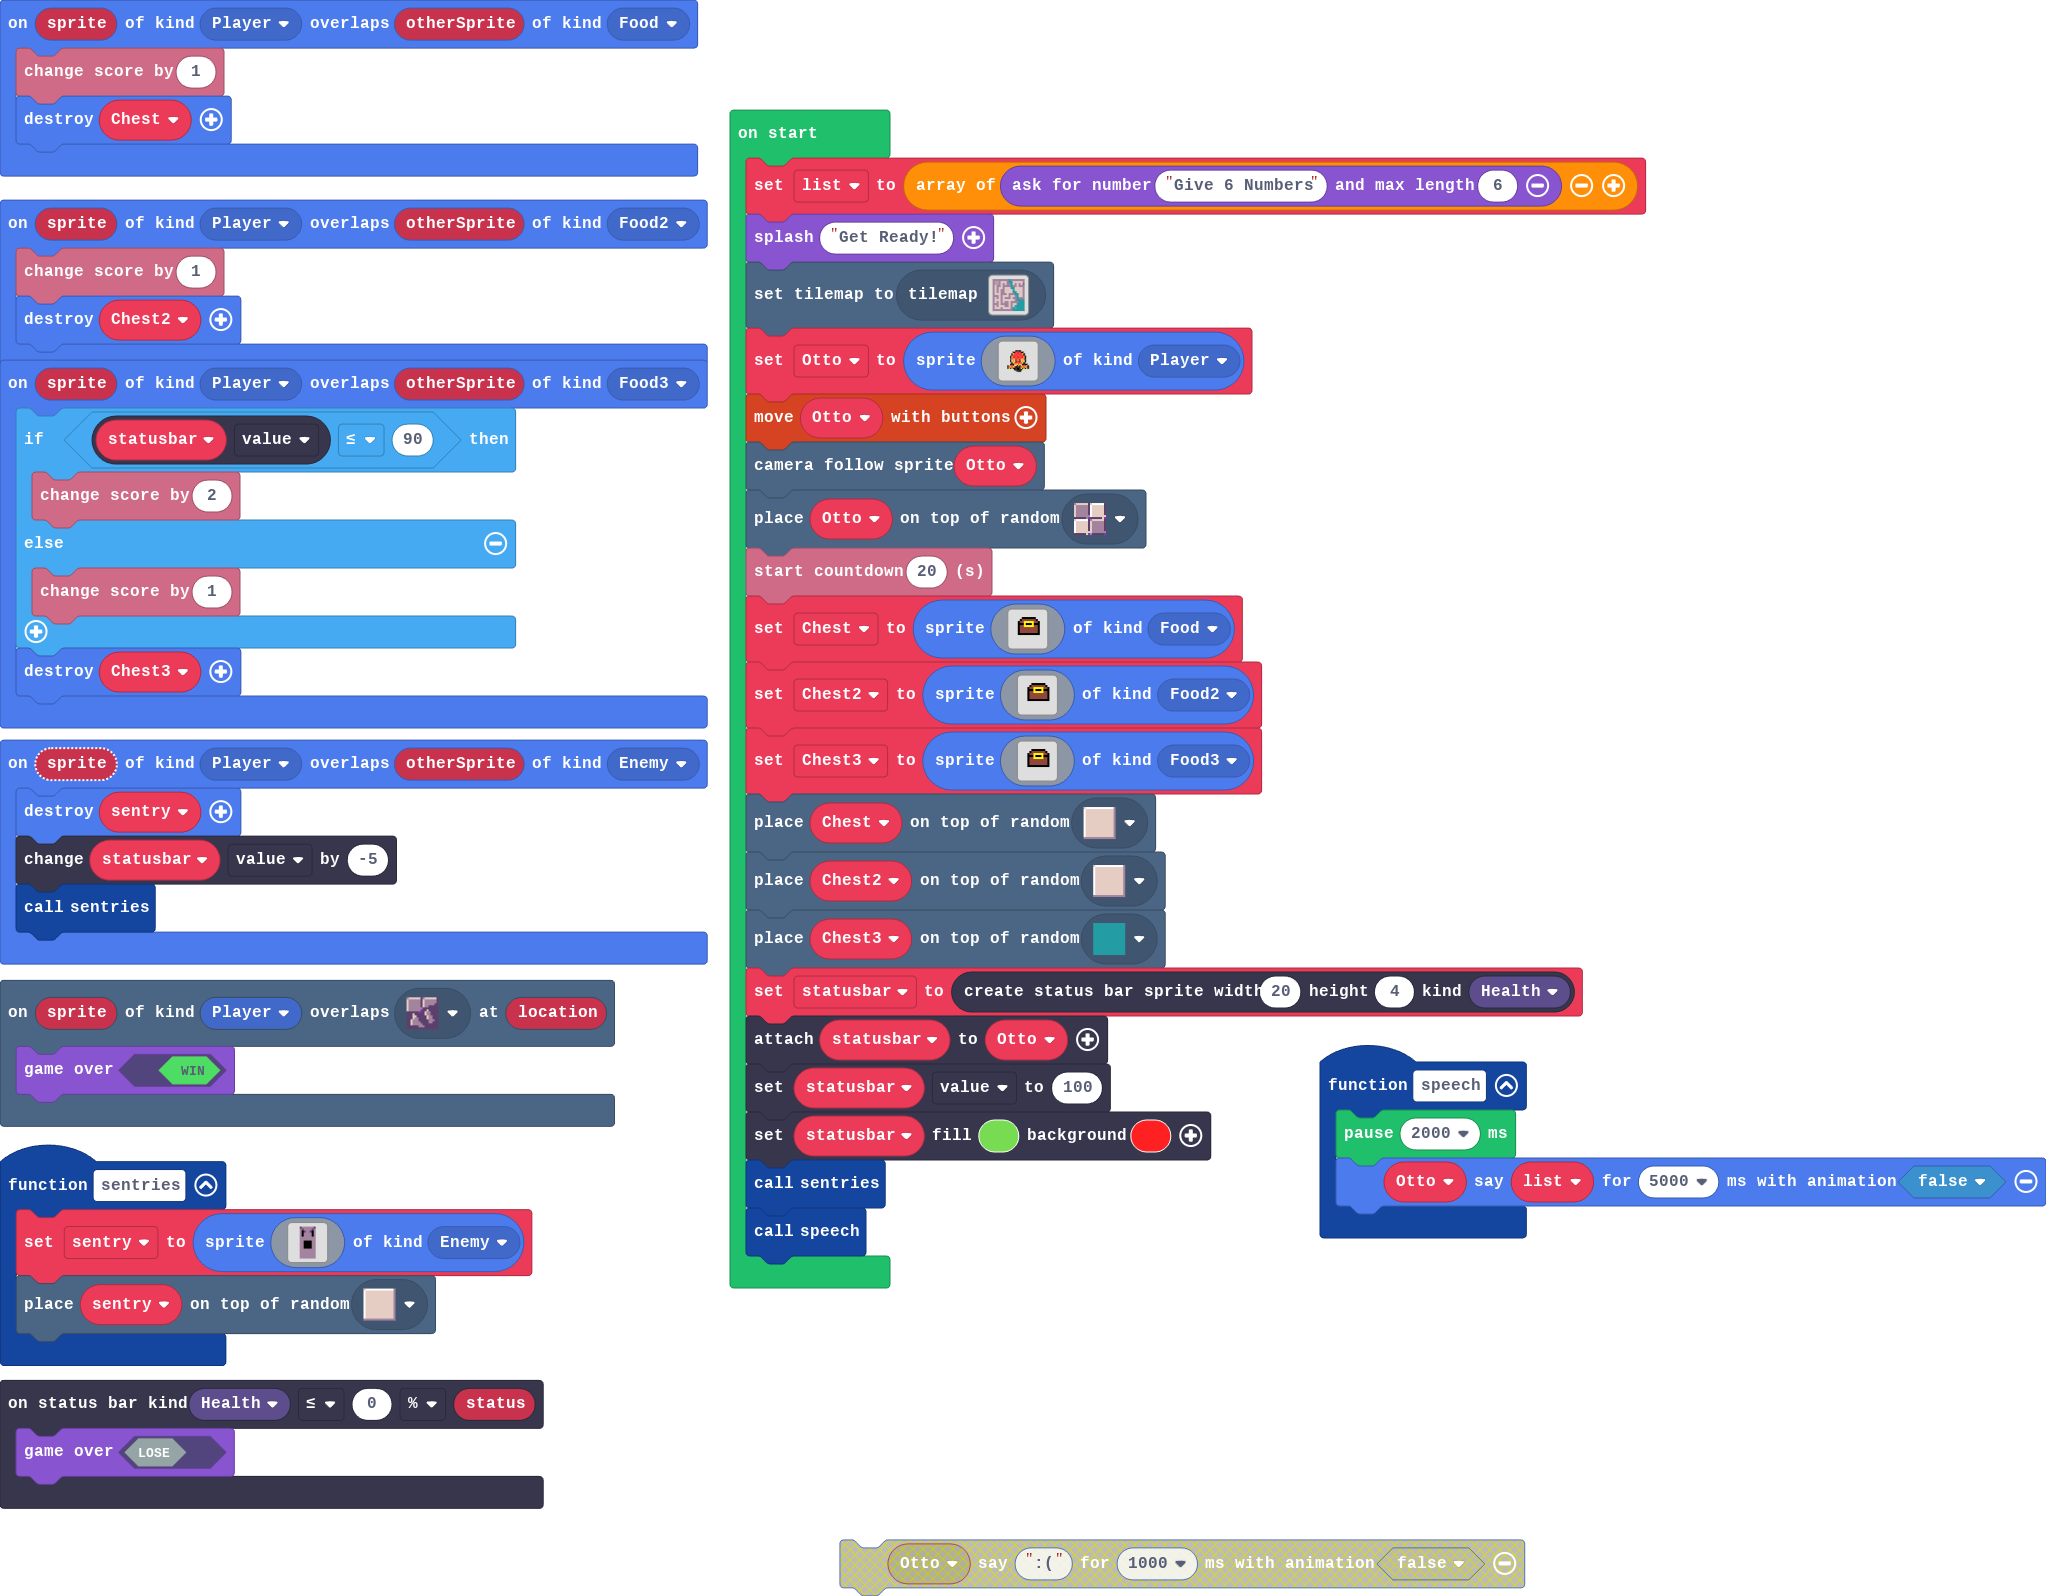 on sprite of kind Player overlaps otherSprite of kind Food
change score by 1
destroy Chest
on sprite of kind Player overlaps otherSprite of kind Food2
change score by 1
destroy Chest2
on sprite of kind Player overlaps otherSprite of kind Food3
if statusbar value ≤ 90 then
change score by 2
else
change score by 1
destroy Chest3
on sprite of kind Player overlaps otherSprite of kind Enemy
destroy sentry
change statusbar value by -5
call sentries
on sprite of kind Player overlaps at location
game over WIN
function sentries
set sentry to sprite of kind Enemy
place sentry on top of random
on status bar kind Health ≤ 0 % status
game over LOSE
on start
set list to array of ask for number "Give 6 Numbers" and max length 6
splash "Get Ready!"
set tilemap to tilemap
set Otto to sprite of kind Player
move Otto with buttons
camera follow sprite Otto
place Otto on top of random
start countdown 20 (s)
set Chest to sprite of kind Food
set Chest2 to sprite of kind Food2
set Chest3 to sprite of kind Food3
place Chest on top of random
place Chest2 on top of random
place Chest3 on top of random
set statusbar to create status bar sprite width 20 height 4 kind Health
attach statusbar to Otto
set statusbar value to 100
set statusbar fill background
call sentries
call speech
function speech
pause 2000 ms
Otto say list for 5000 ms with animation false
Otto say ":(" for 1000 ms with animation false